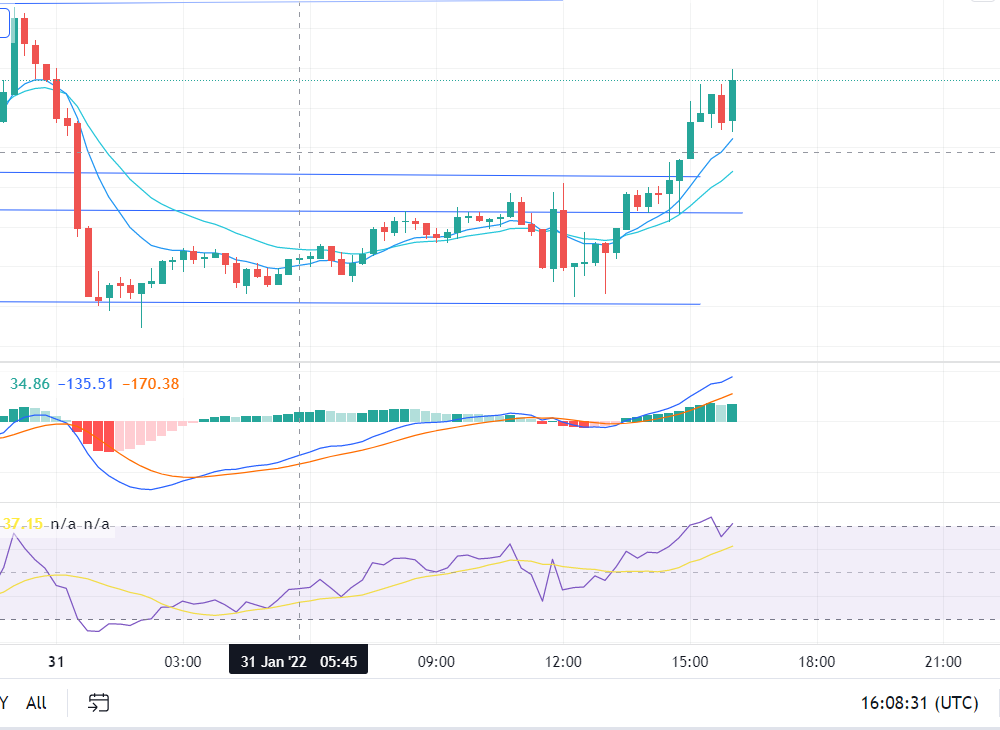 34.86 −135.51 −170.38
37.15 n/a n/a
31 03:00 31 Jan '22 05:45 09:00 12:00 15:00 18:00 21:00
Y All 16:08:31 (UTC)